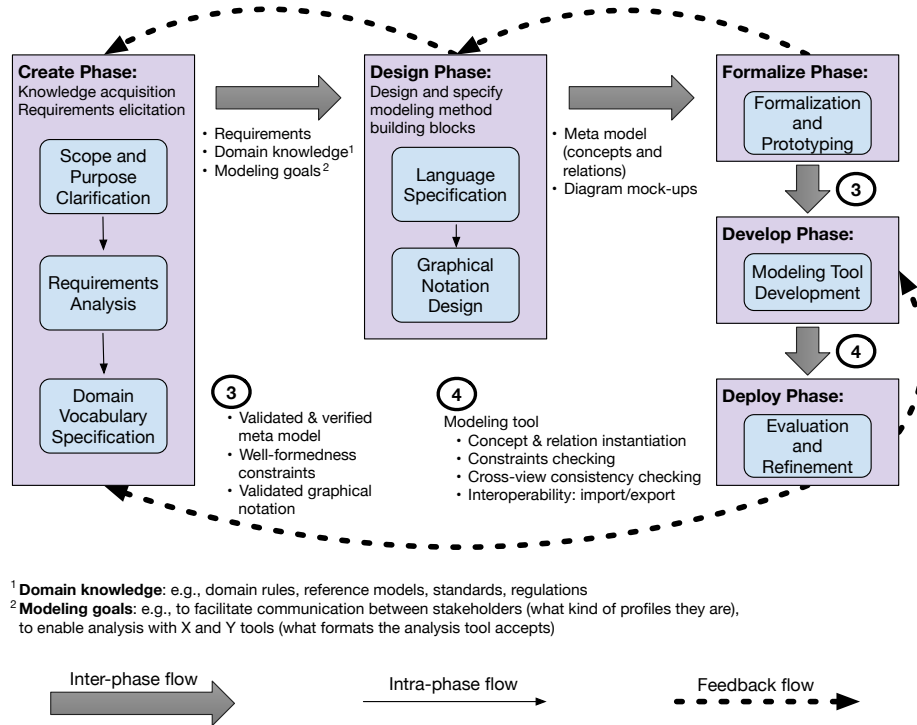 Create Phase:
Knowledge acquisition
Requirements elicitation
Scope and
Purpose
Clarification
Requirements
Analysis
Domain
Vocabulary
Specification
• Requirements
• Domain knowledge¹
• Modeling goals²
Design Phase:
Design and specify
modeling method
building blocks
Language
Specification
Graphical
Notation
Design
• Meta model
(concepts and
relations)
• Diagram mock-ups
Formalize Phase:
Formalization
and
Prototyping
3
Develop Phase:
Modeling Tool
Development
4
Deploy Phase:
Evaluation
and
Refinement
3
• Validated & verified
meta model
• Well-formedness
constraints
• Validated graphical
notation
4
Modeling tool
• Concept & relation instantiation
• Constraints checking
• Cross-view consistency checking
• Interoperability: import/export
¹ Domain knowledge: e.g., domain rules, reference models, standards, regulations
² Modeling goals: e.g., to facilitate communication between stakeholders (what kind of profiles they are),
to enable analysis with X and Y tools (what formats the analysis tool accepts)
Inter-phase flow
Intra-phase flow
Feedback flow